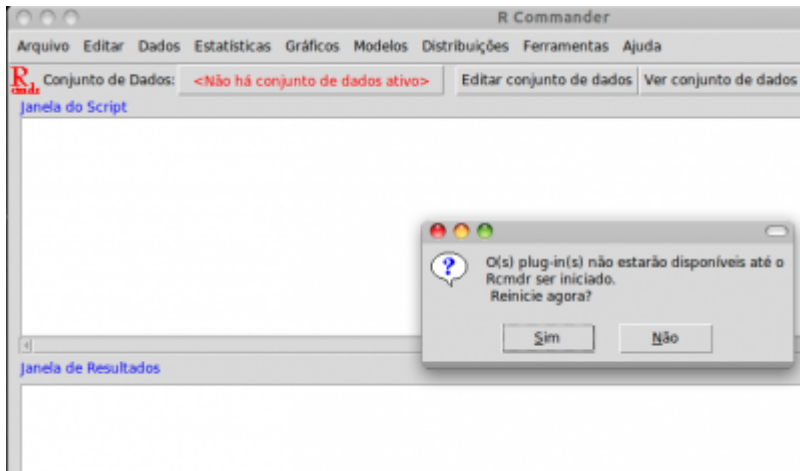 R Commander
Arquivo Editar Dados Estatísticas Gráficos Modelos Distribuições Ferramentas Ajuda
R cmdr Conjunto de Dados: <Não há conjunto de dados ativo> Editar conjunto de dados Ver conjunto de dados
Janela do Script
O(s) plug-in(s) não estarão disponíveis até o
Rcmdr ser iniciado.
Reinicie agora?
Sim Não
Janela de Resultados